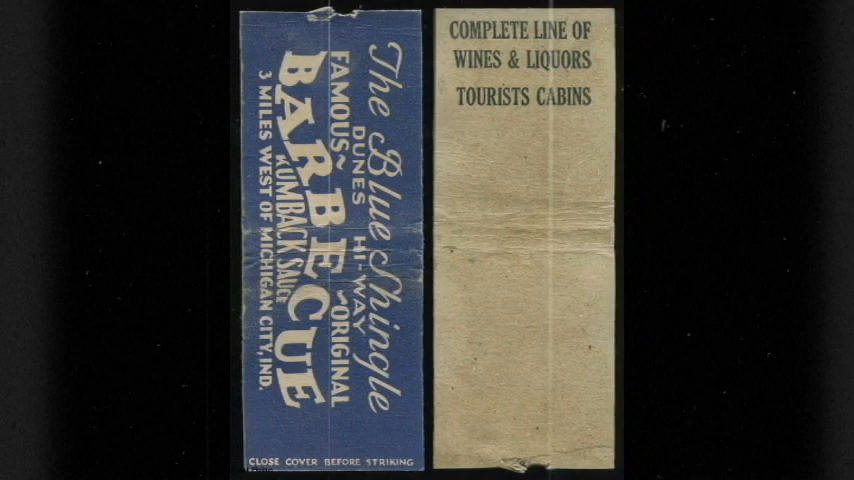 The Blue Shingle
DUNES HI-WAY
FAMOUS~ ~ORIGINAL
BARBECUE
KUMBACK SAUCE
3 MILES WEST OF MICHIGAN CITY, IND.
CLOSE COVER BEFORE STRIKING
COMPLETE LINE OF
WINES & LIQUORS
TOURISTS CABINS